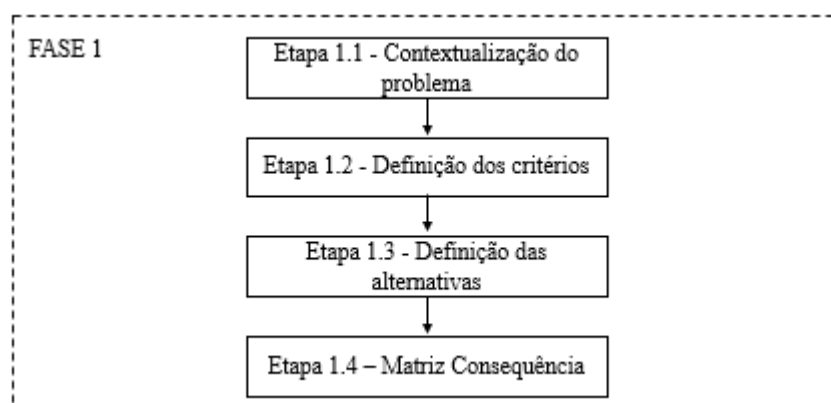 FASE 1
Etapa 1.1 - Contextualização do
problema
Etapa 1.2 - Definição dos critérios
Etapa 1.3 - Definição das
alternativas
Etapa 1.4 – Matriz Consequência